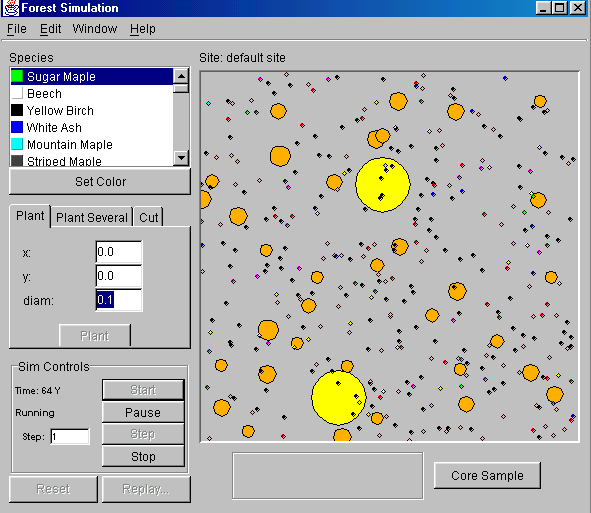 Forest Simulation
File Edit Window Help
Species
Site: default site
Sugar Maple
Beech
Yellow Birch
White Ash
Mountain Maple
Striped Maple
Set Color
Plant Plant Several Cut
x: 0.0
y: 0.0
diam: 0.1
Plant
Sim Controls
Time: 64 Y Start
Running Pause
Step: 1 Step
Stop
Reset Replay...
Core Sample